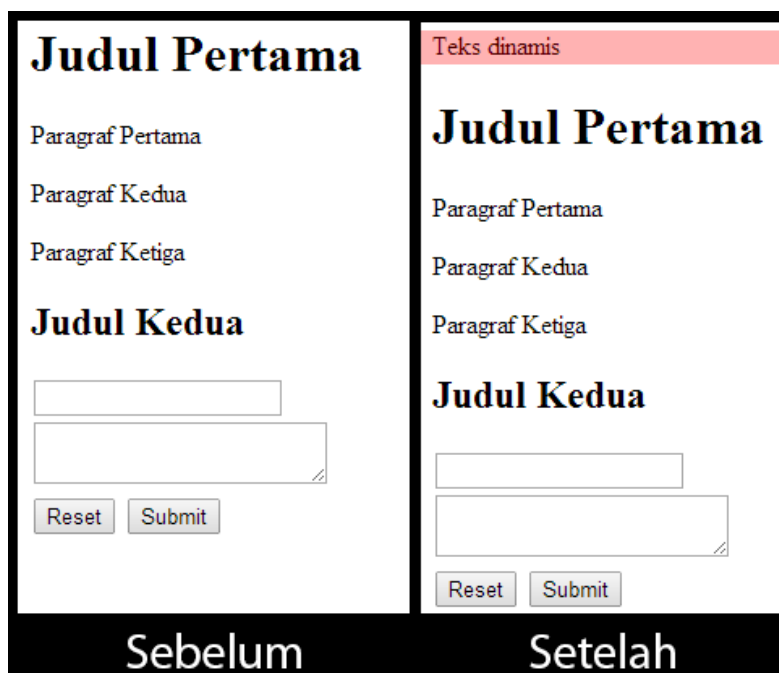 Judul Pertama
Paragraf Pertama
Paragraf Kedua
Paragraf Ketiga
Judul Kedua
Reset Submit
Sebelum
Teks dinamis
Judul Pertama
Paragraf Pertama
Paragraf Kedua
Paragraf Ketiga
Judul Kedua
Reset Submit
Setelah